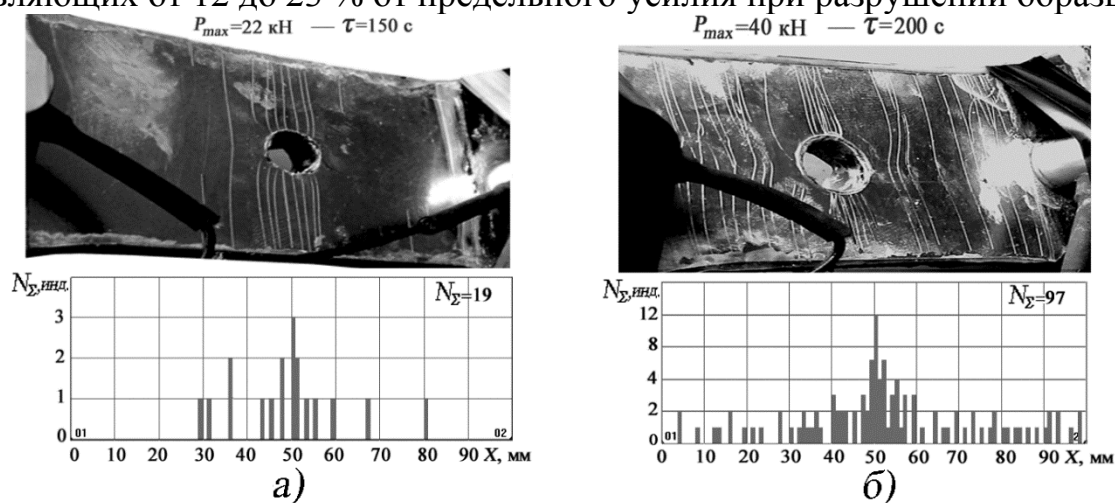 вляющих от 12 до 25 % от предельного усилия при разрушении образ
P_max=22 кН — τ=150 с
P_max=40 кН — τ=200 с
N_Σ,инд.
N_Σ=19
3
2
1
0
01
02
0 10 20 30 40 50 60 70 80 90 X, мм
а)
N_Σ,инд.
N_Σ=97
12
8
4
2
0
01
2
0 10 20 30 40 50 60 70 80 90 X, мм
б)